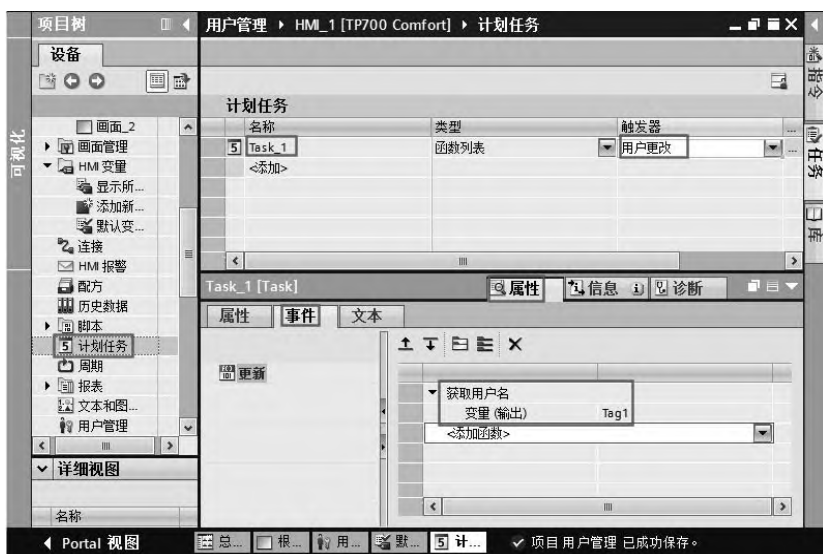 项目树
用户管理 ▸ HMI_1 [TP700 Comfort] ▸ 计划任务
设备
可视化
画面_2
画面管理
HMI 变量
显示所...
添加新...
默认变...
连接
HMI 报警
配方
历史数据
脚本
计划任务
周期
报表
文本和图...
用户管理
详细视图
名称
计划任务
名称 类型 触发器 ...
5 Task_1 函数列表 用户更改 ...
<添加>
Task_1 [Task]
属性 信息 诊断
属性 事件 文本
更新
获取用户名
变量 (输出) Tag1
<添加函数>
指令
任务
库
Portal 视图 总... 根... 用... 默... 计... 项目 用户管理 已成功保存。